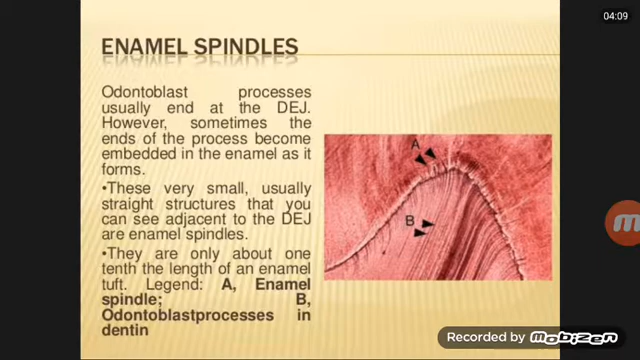 04:09
ENAMEL SPINDLES
Odontoblast processes
usually end at the DEJ.
However, sometimes the
ends of the process become
embedded in the enamel as it
forms.
•These very small, usually
straight structures that you
can see adjacent to the DEJ
are enamel spindles.
•They are only about one
tenth the length of an enamel
tuft. Legend: A, Enamel
spindle; B,
Odontoblastprocesses in
dentin
A
B
Recorded by mobizen